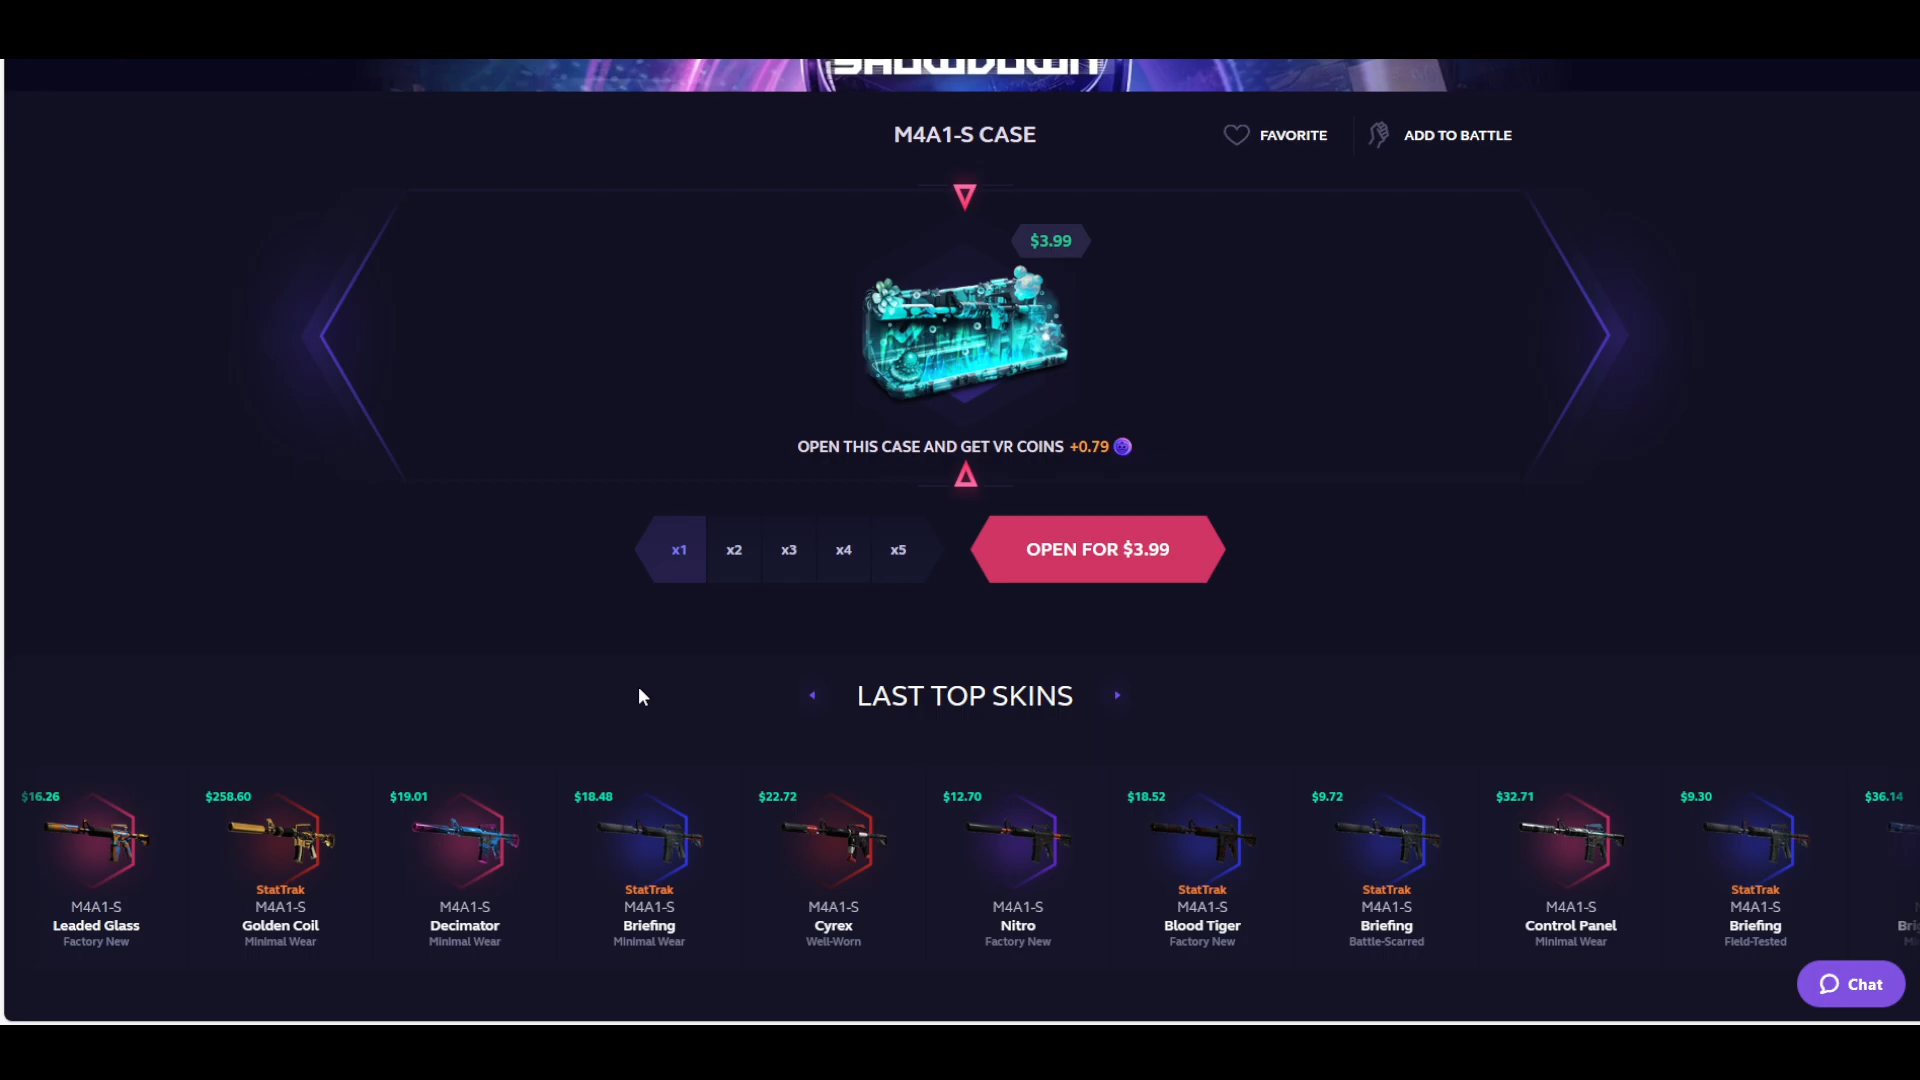 SHOWDOWN
M4A1-S CASE
FAVORITE
ADD TO BATTLE
$3.99
OPEN THIS CASE AND GET VR COINS +0.79
x1 x2 x3 x4 x5
OPEN FOR $3.99
LAST TOP SKINS
$16.26
M4A1-S
Leaded Glass
Factory New
$258.60
StatTrak
M4A1-S
Golden Coil
Minimal Wear
$19.01
M4A1-S
Decimator
Minimal Wear
$18.48
StatTrak
M4A1-S
Briefing
Minimal Wear
$22.72
M4A1-S
Cyrex
Well-Worn
$12.70
M4A1-S
Nitro
Factory New
$18.52
StatTrak
M4A1-S
Blood Tiger
Factory New
$9.72
StatTrak
M4A1-S
Briefing
Battle-Scarred
$32.71
M4A1-S
Control Panel
Minimal Wear
$9.30
StatTrak
M4A1-S
Briefing
Field-Tested
$36.14
Chat